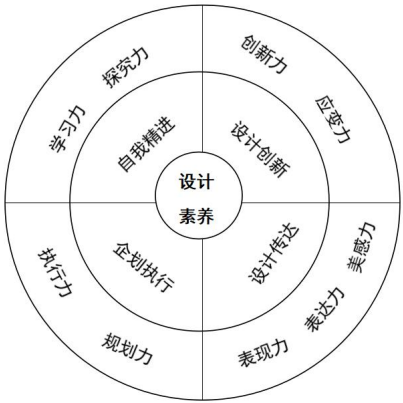 设计
素养
自我精进
设计创新
企划执行
设计传达
学习力
探究力
创新力
应变力
美感力
表达力
表现力
规划力
执行力